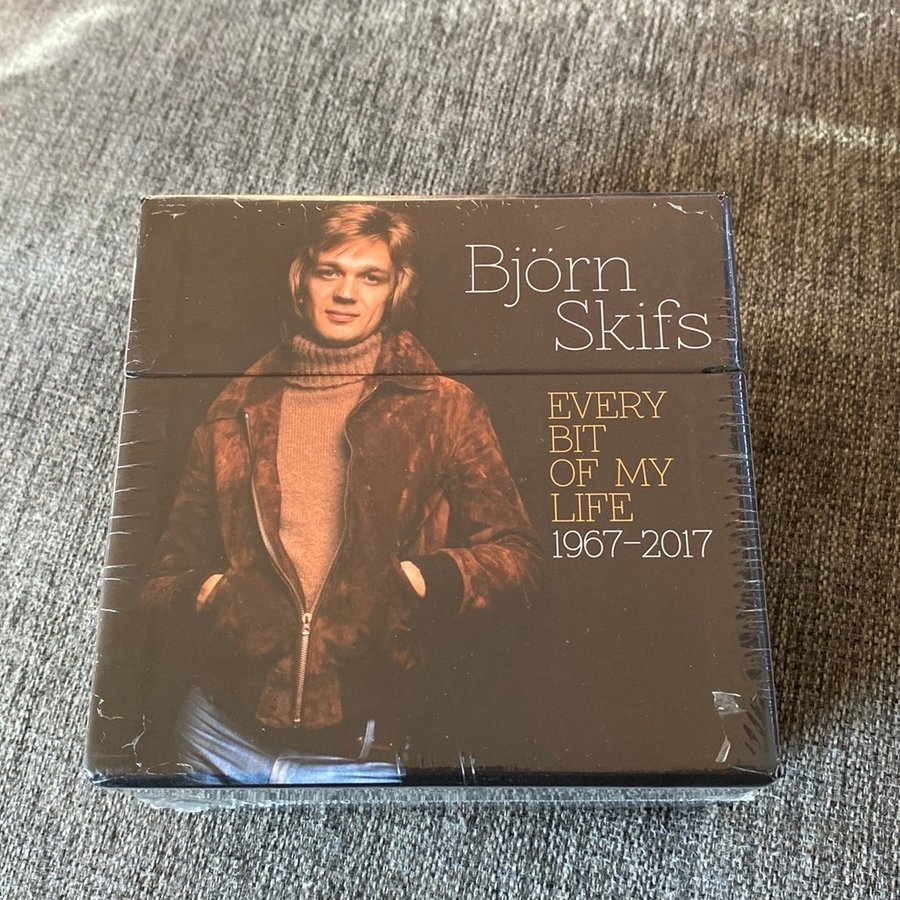 Björn
Skifs
EVERY
BIT
OF MY
LIFE
1967–2017